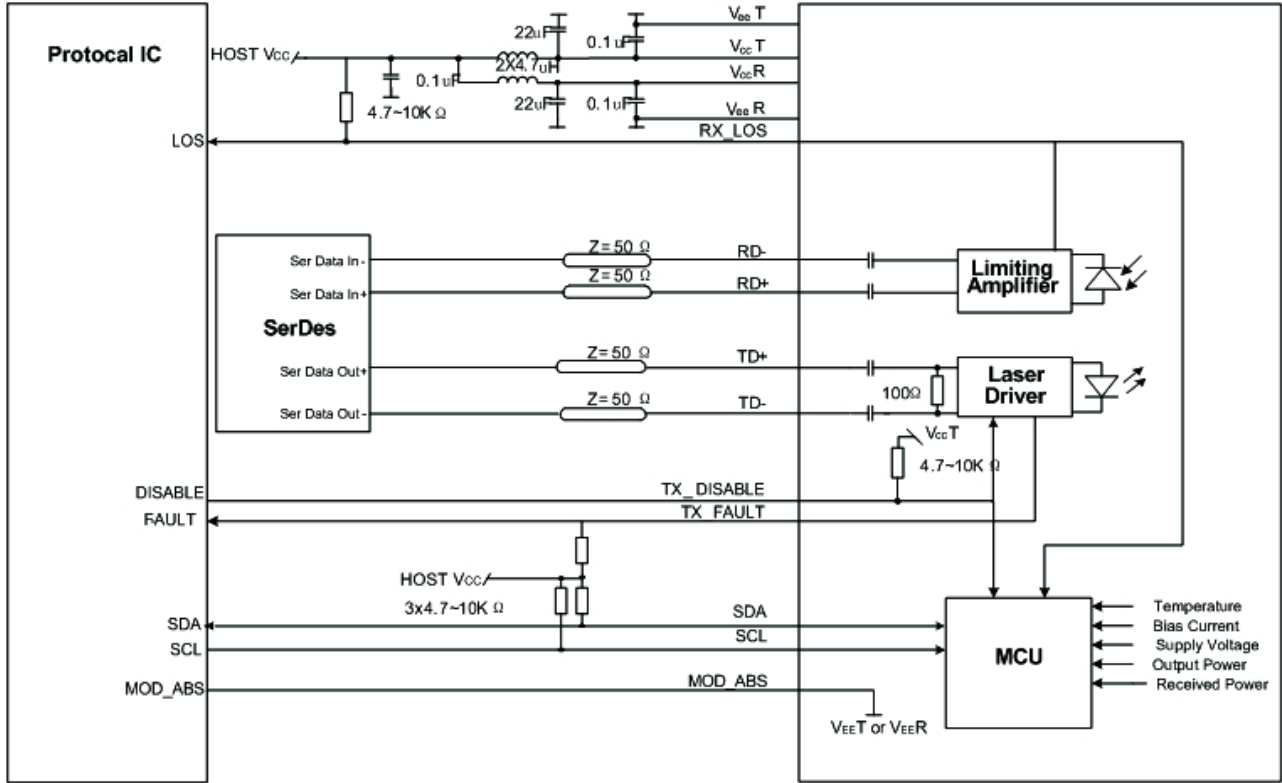 Protocal IC
HOST Vcc
22uF
0.1uF
VeeT
VccT
2X4.7uH
0.1uF
VccR
4.7~10K Ω
22uF
0.1uF
VeeR
LOS
RX_LOS
Z=50 Ω
Ser Data In-
RD-
Z=50 Ω
Ser Data In+
RD+
Limiting
Amplifier
SerDes
Z=50 Ω
Ser Data Out+
TD+
Z=50 Ω
Ser Data Out-
TD-
100Ω
Laser
Driver
VccT
4.7~10K Ω
DISABLE
TX_DISABLE
FAULT
TX_FAULT
HOST Vcc
3x4.7~10K Ω
SDA
SDA
SCL
SCL
MOD_ABS
MOD_ABS
VEET or VEER
MCU
Temperature
Bias Current
Supply Voltage
Output Power
Received Power